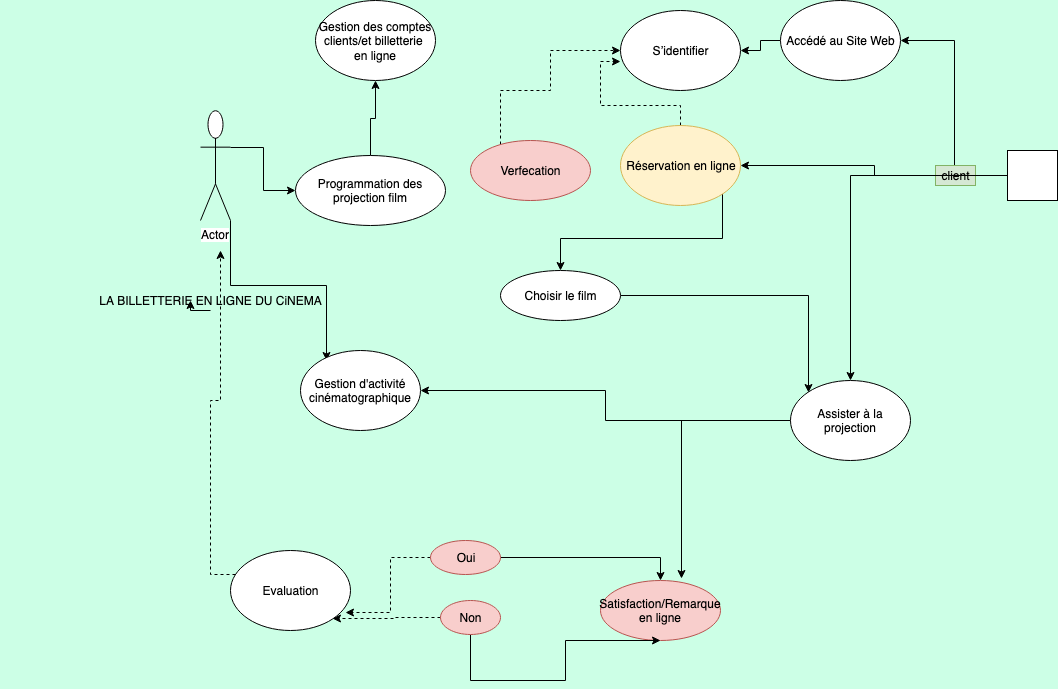 Gestion des comptes
clients/et billetterie
en ligne
S'identifier
Accédé au Site Web
Verfecation
Réservation en ligne
client
Programmation des
projection film
Actor
LA BILLETTERIE EN LIGNE DU CiNEMA
Choisir le film
Gestion d'activité
cinématographique
Assister à la
projection
Oui
Evaluation
Non
Satisfaction/Remarque
en ligne